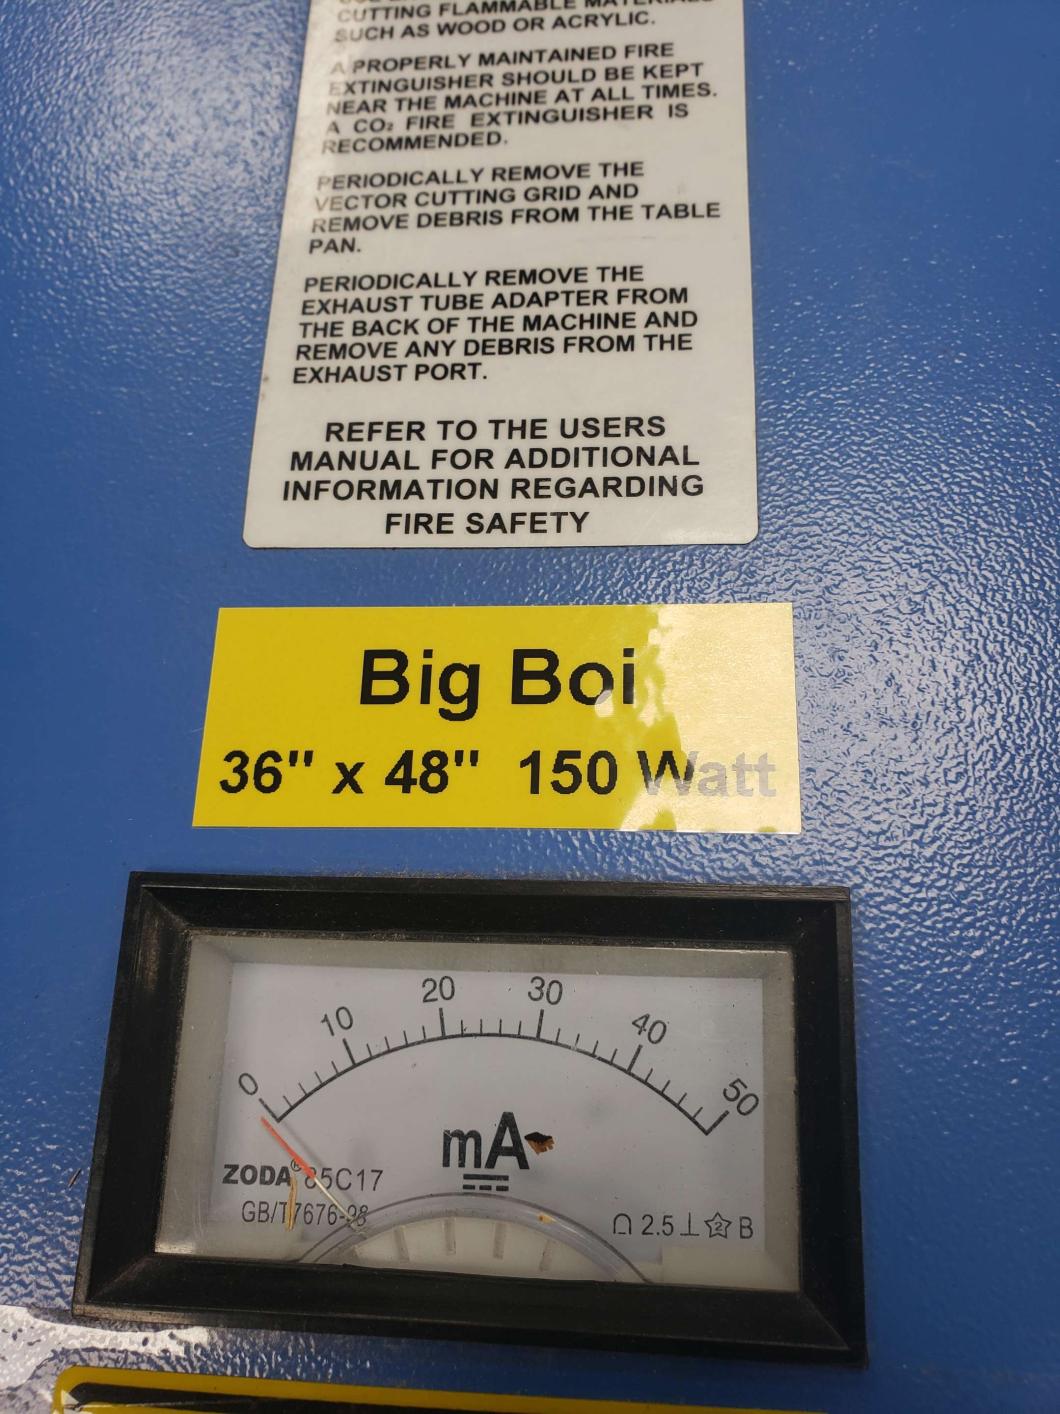 CUTTING FLAMMABLE MATERIALS
SUCH AS WOOD OR ACRYLIC.
A PROPERLY MAINTAINED FIRE
EXTINGUISHER SHOULD BE KEPT
NEAR THE MACHINE AT ALL TIMES.
A CO₂ FIRE EXTINGUISHER IS
RECOMMENDED.
PERIODICALLY REMOVE THE
VECTOR CUTTING GRID AND
REMOVE DEBRIS FROM THE TABLE
PAN.
PERIODICALLY REMOVE THE
EXHAUST TUBE ADAPTER FROM
THE BACK OF THE MACHINE AND
REMOVE ANY DEBRIS FROM THE
EXHAUST PORT.
REFER TO THE USERS
MANUAL FOR ADDITIONAL
INFORMATION REGARDING
FIRE SAFETY
Big Boi
36" x 48" 150 Watt
0 10 20 30 40 50
mA
ZODA® 85C17
GB/T7676-98
Ω 2.5 ⊥ ☆2 B